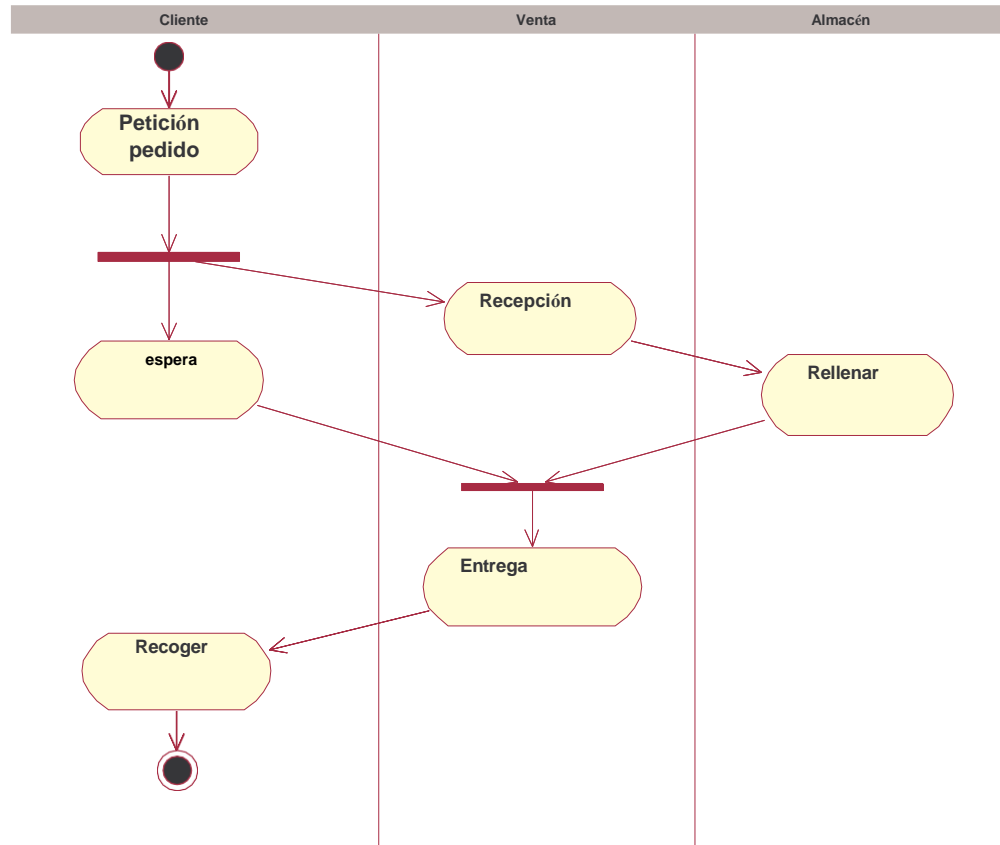 Cliente
Venta
Almacén
Petición
pedido
Recepción
espera
Rellenar
Entrega
Recoger